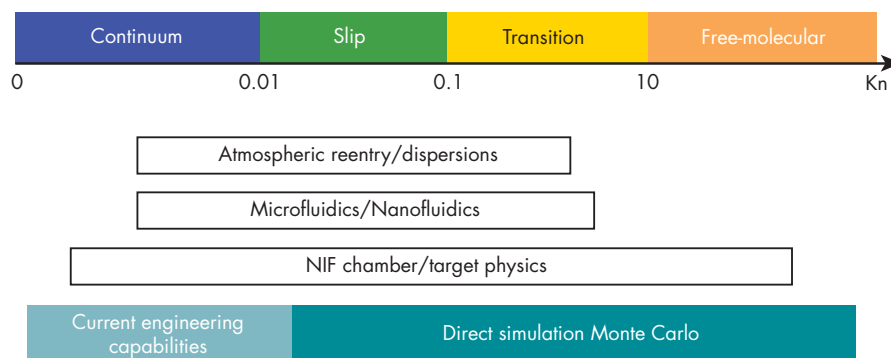 Continuum Slip Transition Free-molecular
0 0.01 0.1 10 Kn
Atmospheric reentry/dispersions
Microfluidics/Nanofluidics
NIF chamber/target physics
Current engineering
capabilities
Direct simulation Monte Carlo